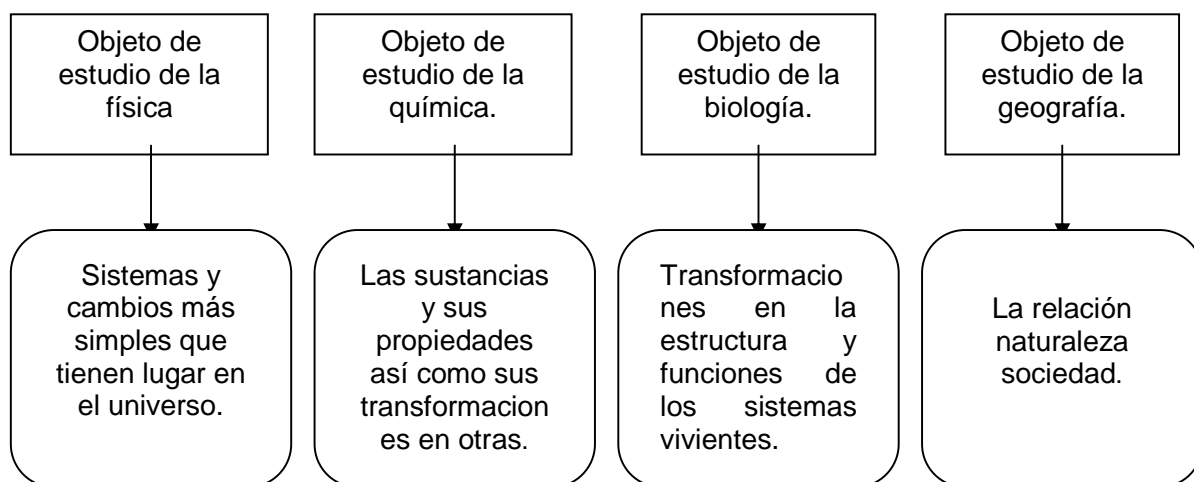 Objeto de
estudio de la
física
Objeto de
estudio de la
química.
Objeto de
estudio de la
biología.
Objeto de
estudio de la
geografía.
Sistemas y
cambios más
simples que
tienen lugar en
el universo.
Las sustancias
y sus
propiedades
así como sus
transformacion
es en otras.
Transformacio
nes en la
estructura y
funciones de
los sistemas
vivientes.
La relación
naturaleza
sociedad.